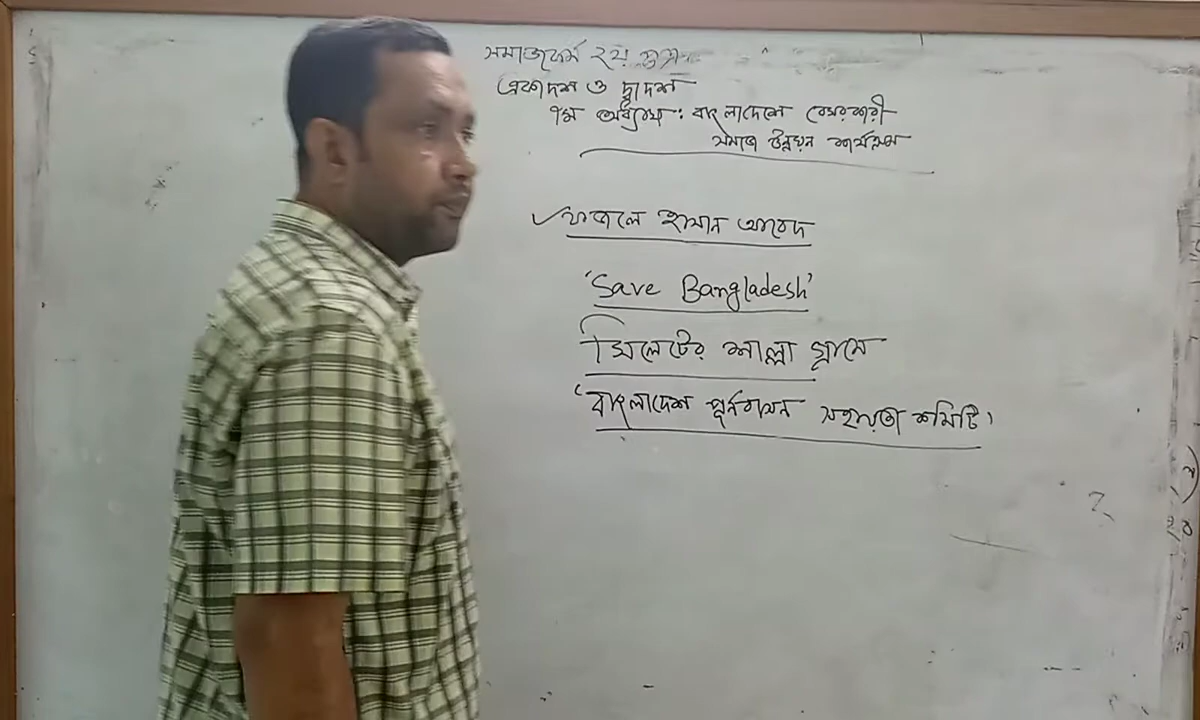 সমাজকর্ম ২য় পত্র
একাদশ ও দ্বাদশ
৭ম অধ্যায় : বাংলাদেশে বেসরকারী
সমাজ উন্নয়ন কার্যক্রম
ফজলে হাসান আবেদ
'Save Bangladesh'
সিলেটের শাল্লা গ্রামে
'বাংলাদেশ পূর্নবাসন সহায়তা কমিটি'